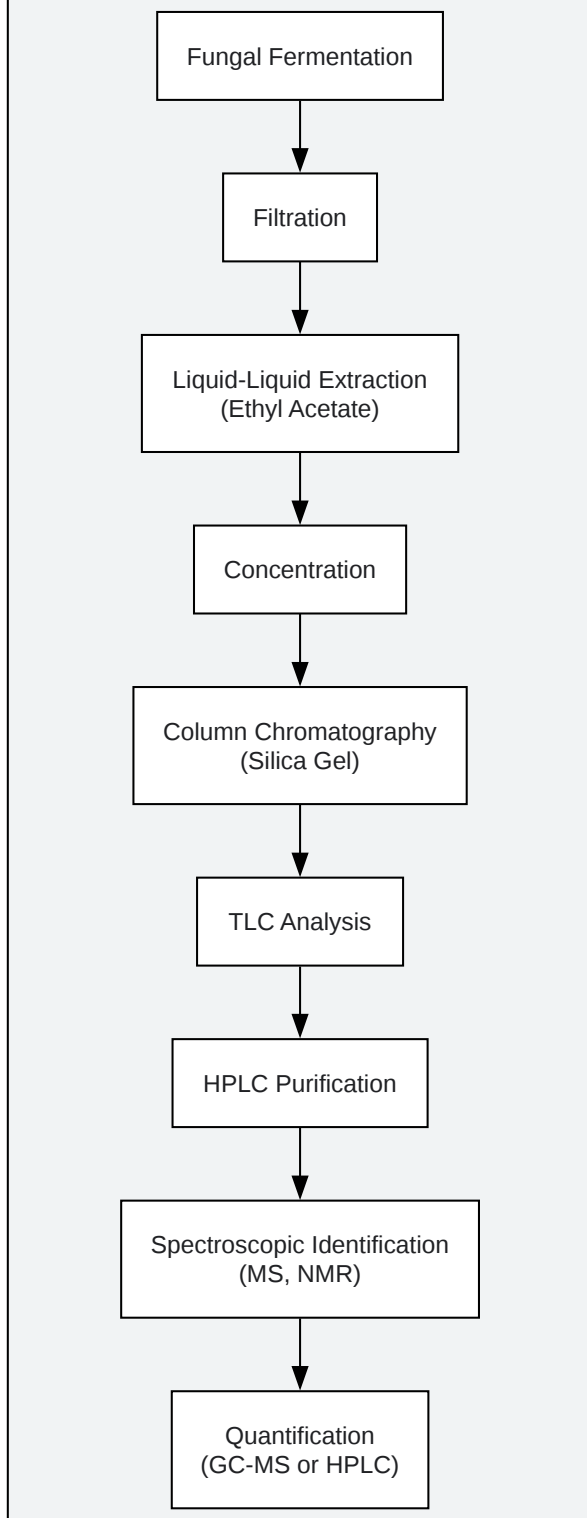 Fungal Fermentation
Filtration
Liquid-Liquid Extraction
(Ethyl Acetate)
Concentration
Column Chromatography
(Silica Gel)
TLC Analysis
HPLC Purification
Spectroscopic Identification
(MS, NMR)
Quantification
(GC-MS or HPLC)